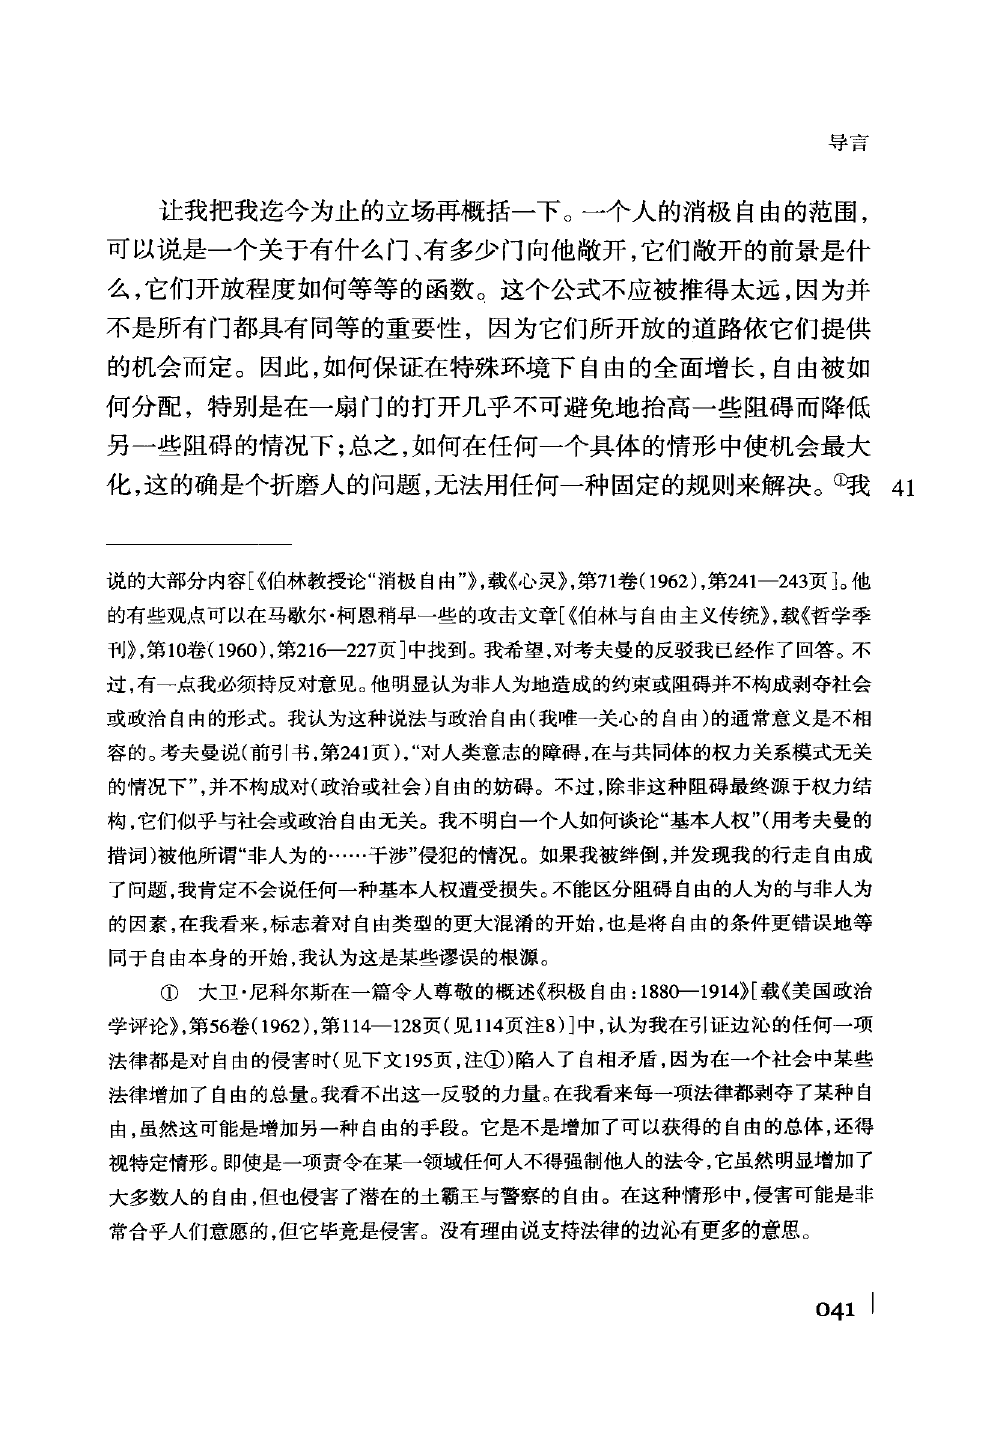 导言
让我把我迄今为止的立场再概括一下。一个人的消极自由的范围，
可以说是一个关于有什么门、有多少门向他敞开，它们敞开的前景是什
么，它们开放程度如何等等的函数。这个公式不应被推得太远，因为并
不是所有门都具有同等的重要性，因为它们所开放的道路依它们提供
的机会而定。因此，如何保证在特殊环境下自由的全面增长，自由被如
何分配，特别是在一扇门的打开几乎不可避免地抬高一些阻碍而降低
另一些阻碍的情况下；总之，如何在任何一个具体的情形中使机会最大
化，这的确是个折磨人的问题，无法用任何一种固定的规则来解决。①我 41
说的大部分内容[《伯林教授论“消极自由”》，载《心灵》，第71卷（1962），第241—243页]。他
的有些观点可以在马歇尔·柯恩稍早一些的攻击文章[《伯林与自由主义传统》，载《哲学季
刊》，第10卷（1960），第216—227页]中找到。我希望，对考夫曼的反驳我已经作了回答。不
过，有一点我必须持反对意见。他明显认为非人为地造成的约束或阻碍并不构成剥夺社会
或政治自由的形式。我认为这种说法与政治自由（我唯一关心的自由）的通常意义是不相
容的。考夫曼说（前引书，第241页），“对人类意志的障碍，在与共同体的权力关系模式无关
的情况下”，并不构成对（政治或社会）自由的妨碍。不过，除非这种阻碍最终源于权力结
构，它们似乎与社会或政治自由无关。我不明白一个人如何谈论“基本人权”（用考夫曼的
措词）被他所谓“非人为的……干涉”侵犯的情况。如果我被绊倒，并发现我的行走自由成
了问题，我肯定不会说任何一种基本人权遭受损失。不能区分阻碍自由的人为的与非人为
的因素，在我看来，标志着对自由类型的更大混淆的开始，也是将自由的条件更错误地等
同于自由本身的开始，我认为这是某些谬误的根源。
① 大卫·尼科尔斯在一篇令人尊敬的概述《积极自由：1880—1914》[载《美国政治
学评论》，第56卷（1962），第114—128页（见114页注8）]中，认为我在引证边沁的任何一项
法律都是对自由的侵害时（见下文195页，注①）陷入了自相矛盾，因为在一个社会中某些
法律增加了自由的总量。我看不出这一反驳的力量。在我看来每一项法律都剥夺了某种自
由，虽然这可能是增加另一种自由的手段。它是不是增加了可以获得的自由的总体，还得
视特定情形。即使是一项责令在某一领域任何人不得强制他人的法令，它虽然明显增加了
大多数人的自由，但也侵害了潜在的土霸王与警察的自由。在这种情形中，侵害可能是非
常合乎人们意愿的，但它毕竟是侵害。没有理由说支持法律的边沁有更多的意思。
041